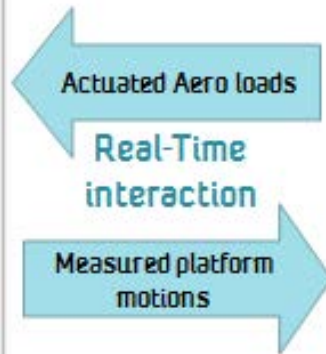 Actuated Aero loads
Real-Time
interaction
Measured platform
motions